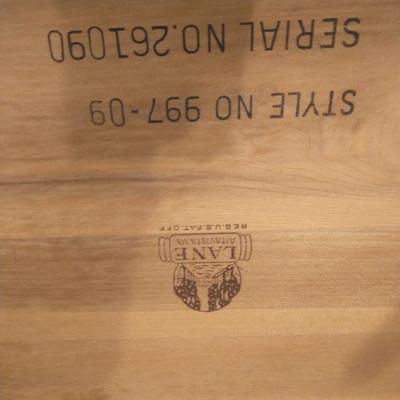 LANE
Altavista Va
REG.U.S.PAT.OFF.
STYLE NO 997-09
SERIAL NO.261090